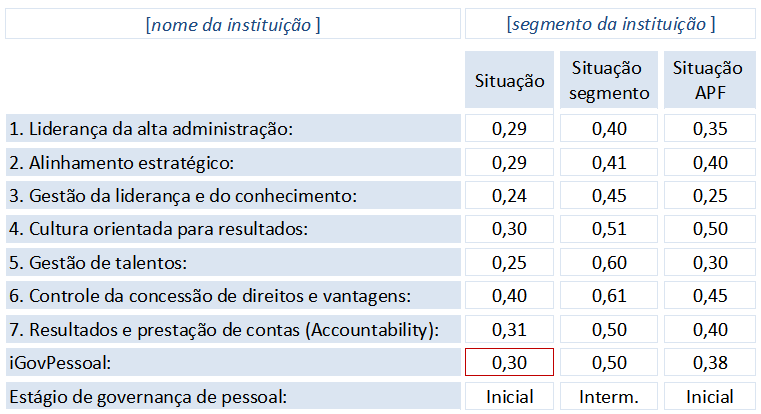 [nome da instituição ] [segmento da instituição ]
Situação Situação segmento Situação APF
1. Liderança da alta administração: 0,29 0,40 0,35
2. Alinhamento estratégico: 0,29 0,41 0,40
3. Gestão da liderança e do conhecimento: 0,24 0,45 0,25
4. Cultura orientada para resultados: 0,30 0,51 0,50
5. Gestão de talentos: 0,25 0,60 0,30
6. Controle da concessão de direitos e vantagens: 0,40 0,61 0,45
7. Resultados e prestação de contas (Accountability): 0,31 0,50 0,40
iGovPessoal: 0,30 0,50 0,38
Estágio de governança de pessoal: Inicial Interm. Inicial